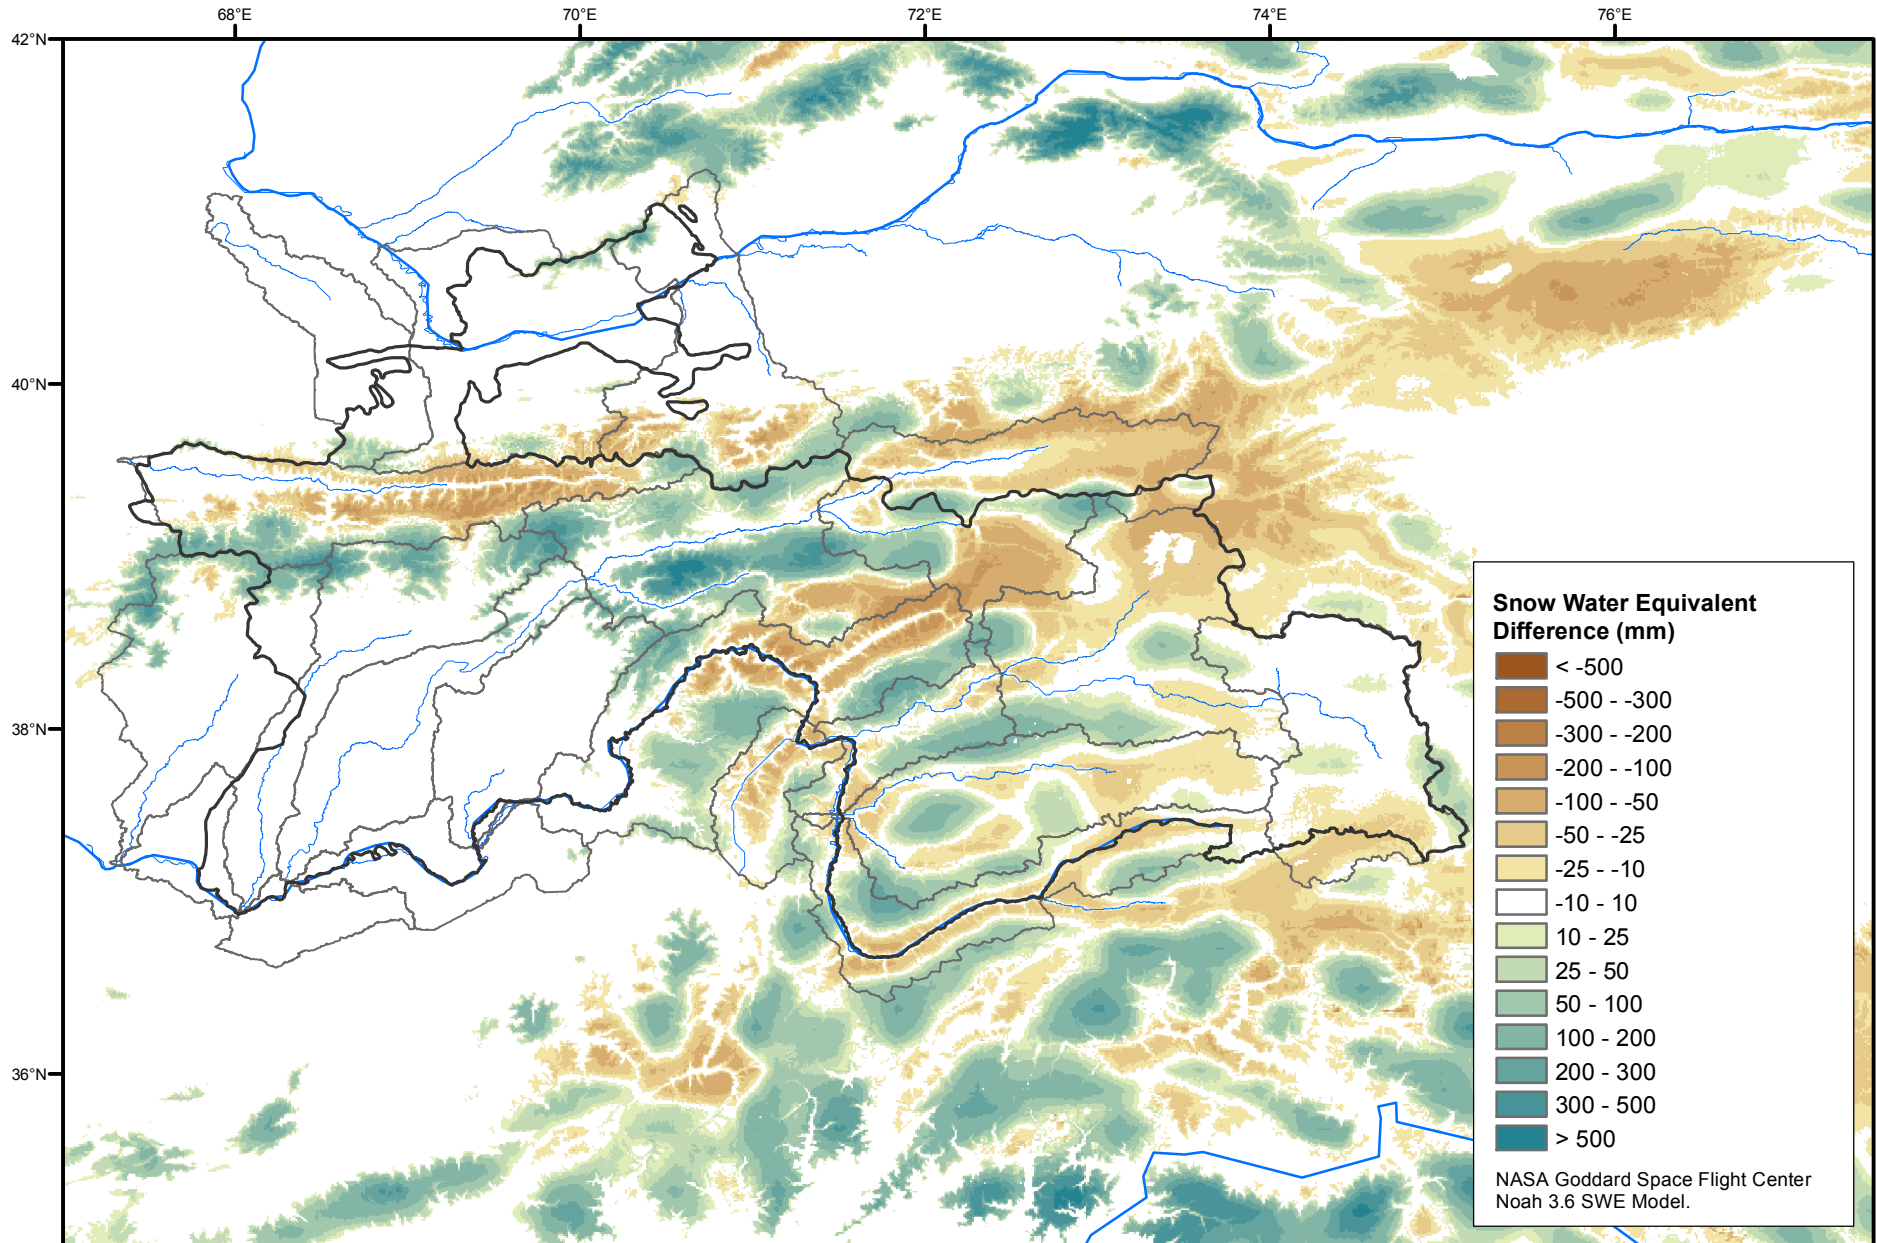 68°E 70°E 72°E 74°E 76°E
42°N
40°N
38°N
36°N
Snow Water Equivalent
Difference (mm)
< -500
-500 - -300
-300 - -200
-200 - -100
-100 - -50
-50 - -25
-25 - -10
-10 - 10
10 - 25
25 - 50
50 - 100
100 - 200
200 - 300
300 - 500
> 500
NASA Goddard Space Flight Center
Noah 3.6 SWE Model.